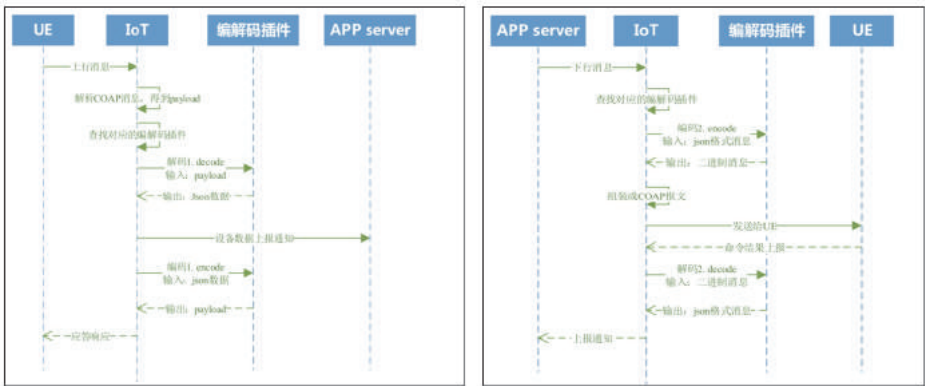 UE
IoT
编解码插件
APP server
上行消息
解析COAP消息，得到payload
查找对应的编解码插件
解码1. decode
输入：payload
输出：Json数据
设备数据上报通知
编码1. encode
输入：json数据
输出：payload
应答响应
APP server
IoT
编解码插件
UE
下行消息
查找对应的编解码插件
编码2. encode
输入：json格式消息
输出：二进制消息
组装成COAP报文
发送给UE
命令结果上报
解码2. decode
输入：二进制消息
输出：json格式消息
上报通知